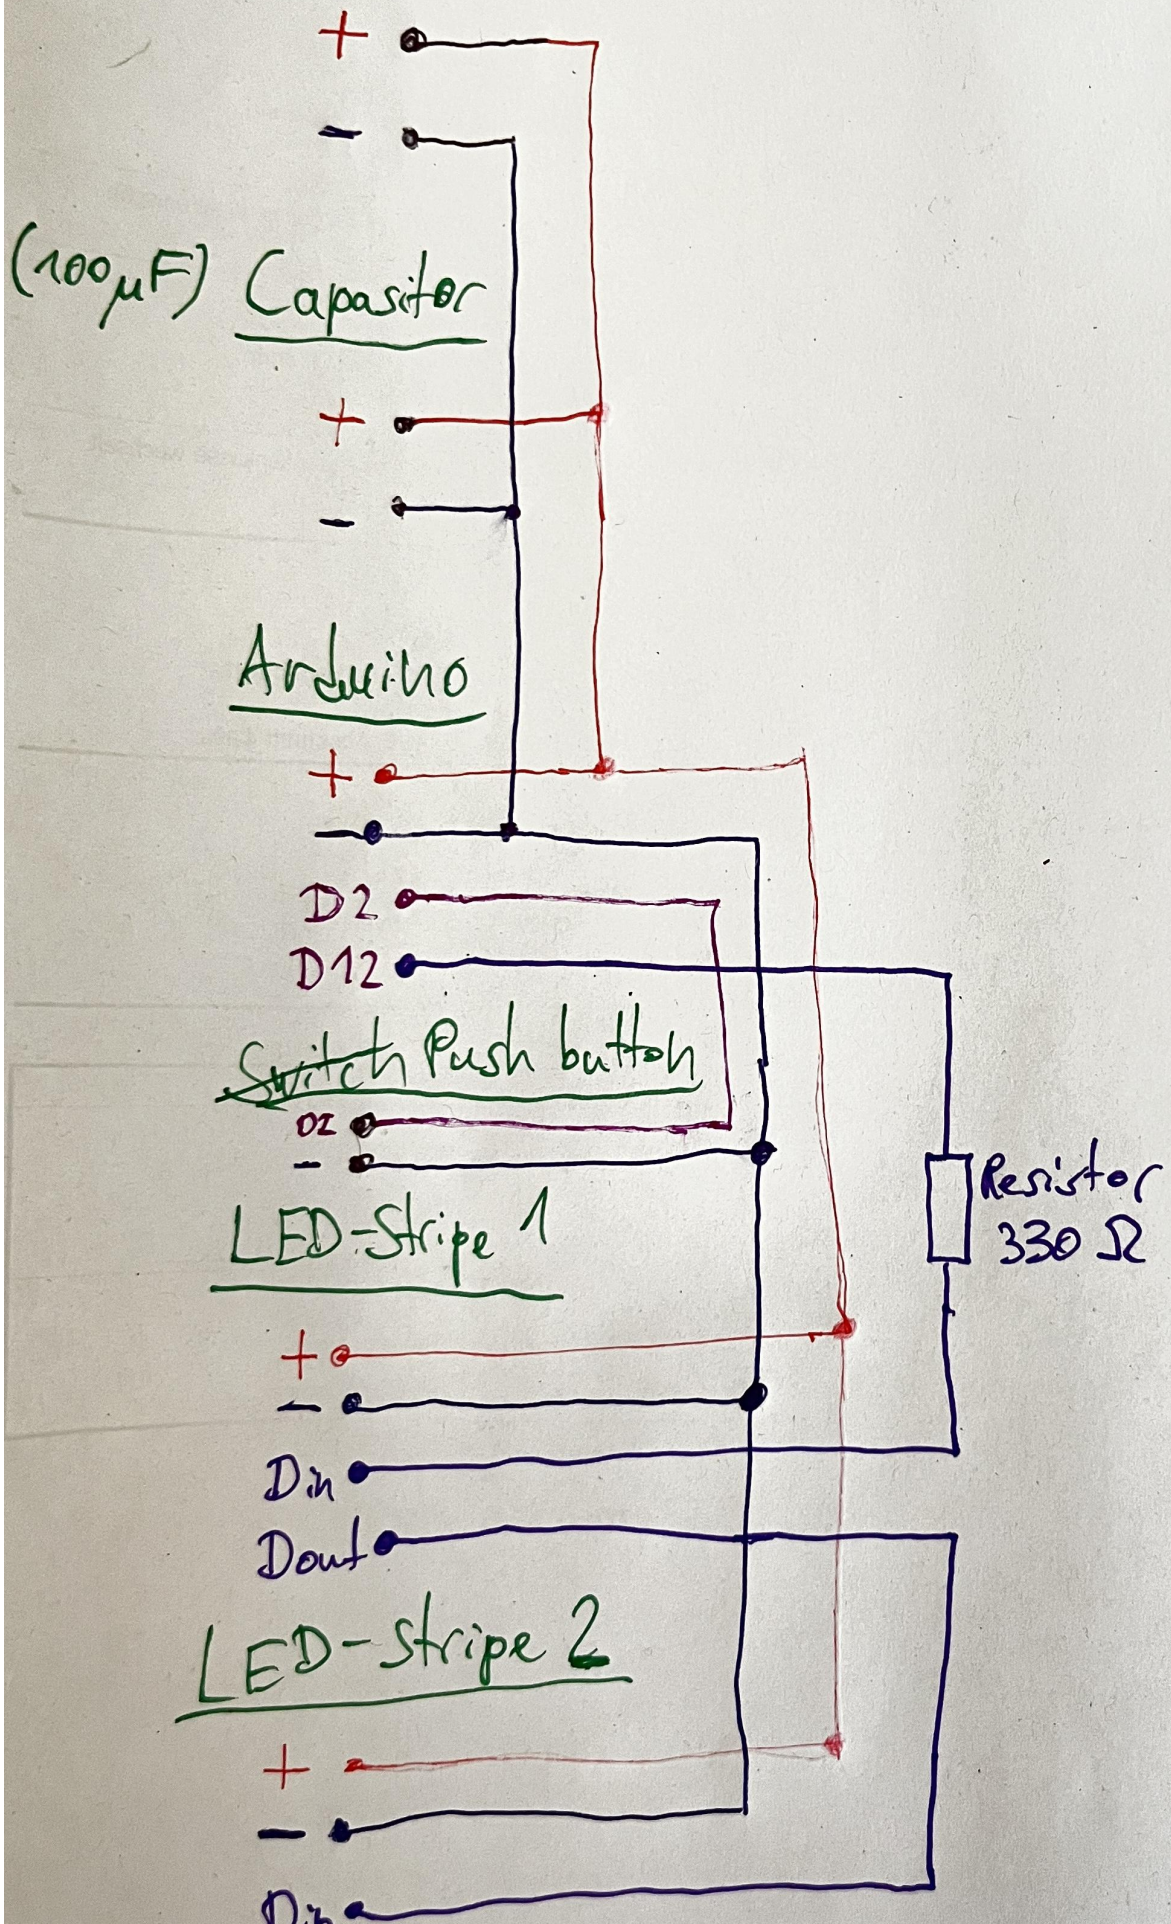 +
-
(100µF) Capasitor
+
-
Arduino
+
-
D2
D12
Switch Push button
D2
-
Resistor
330 Ω
LED-Stripe 1
+
-
Din
Dout
LED-Stripe 2
+
-
Din